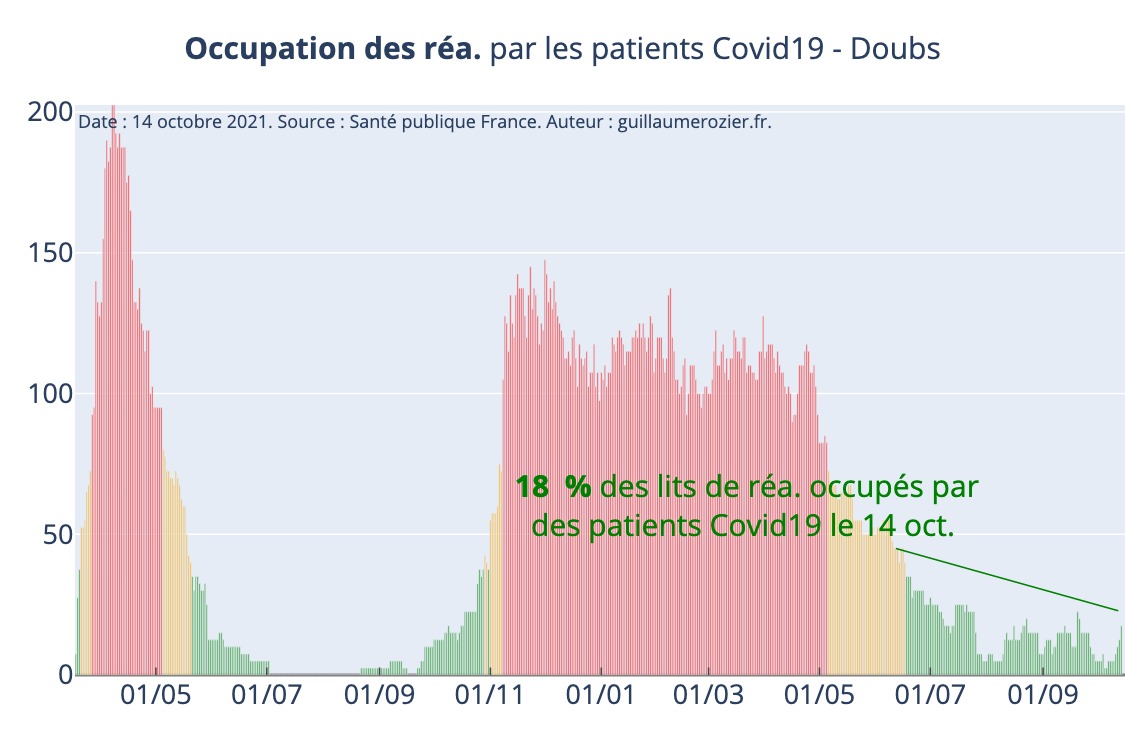 Occupation des réa. par les patients Covid19 - Doubs
Date : 14 octobre 2021. Source : Santé publique France. Auteur : guillaumerozier.fr.
200
150
100
50
0
18 % des lits de réa. occupés par
des patients Covid19 le 14 oct.
01/05 01/07 01/09 01/11 01/01 01/03 01/05 01/07 01/09